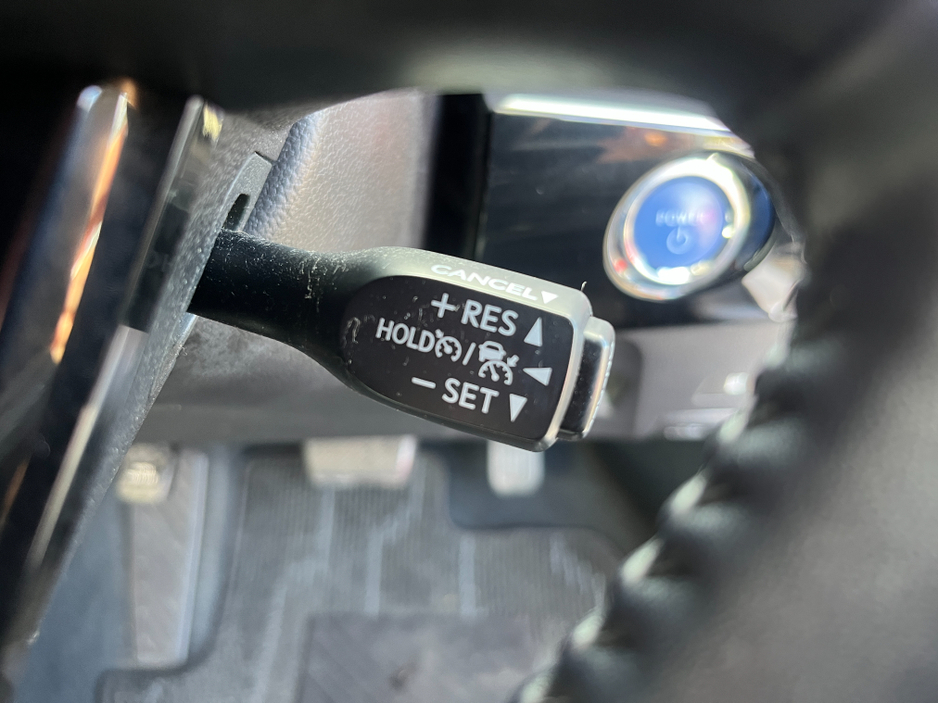 CANCEL▼
+ RES ▲
HOLD /
− SET ▼
POWER